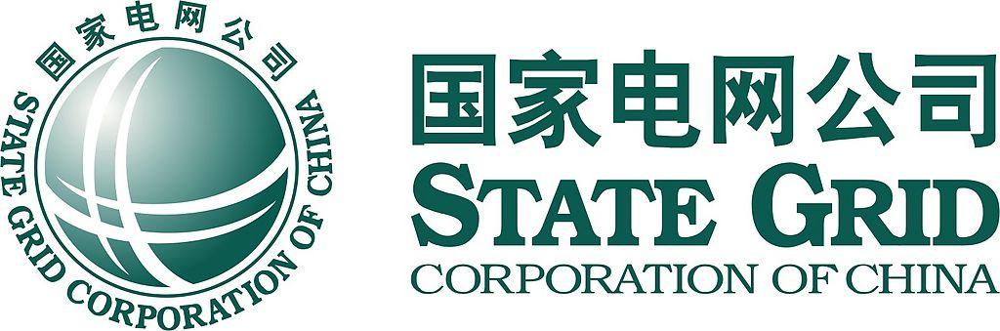 国家电网公司
STATE GRID CORPORATION OF CHINA
国家电网公司
STATE GRID
CORPORATION OF CHINA